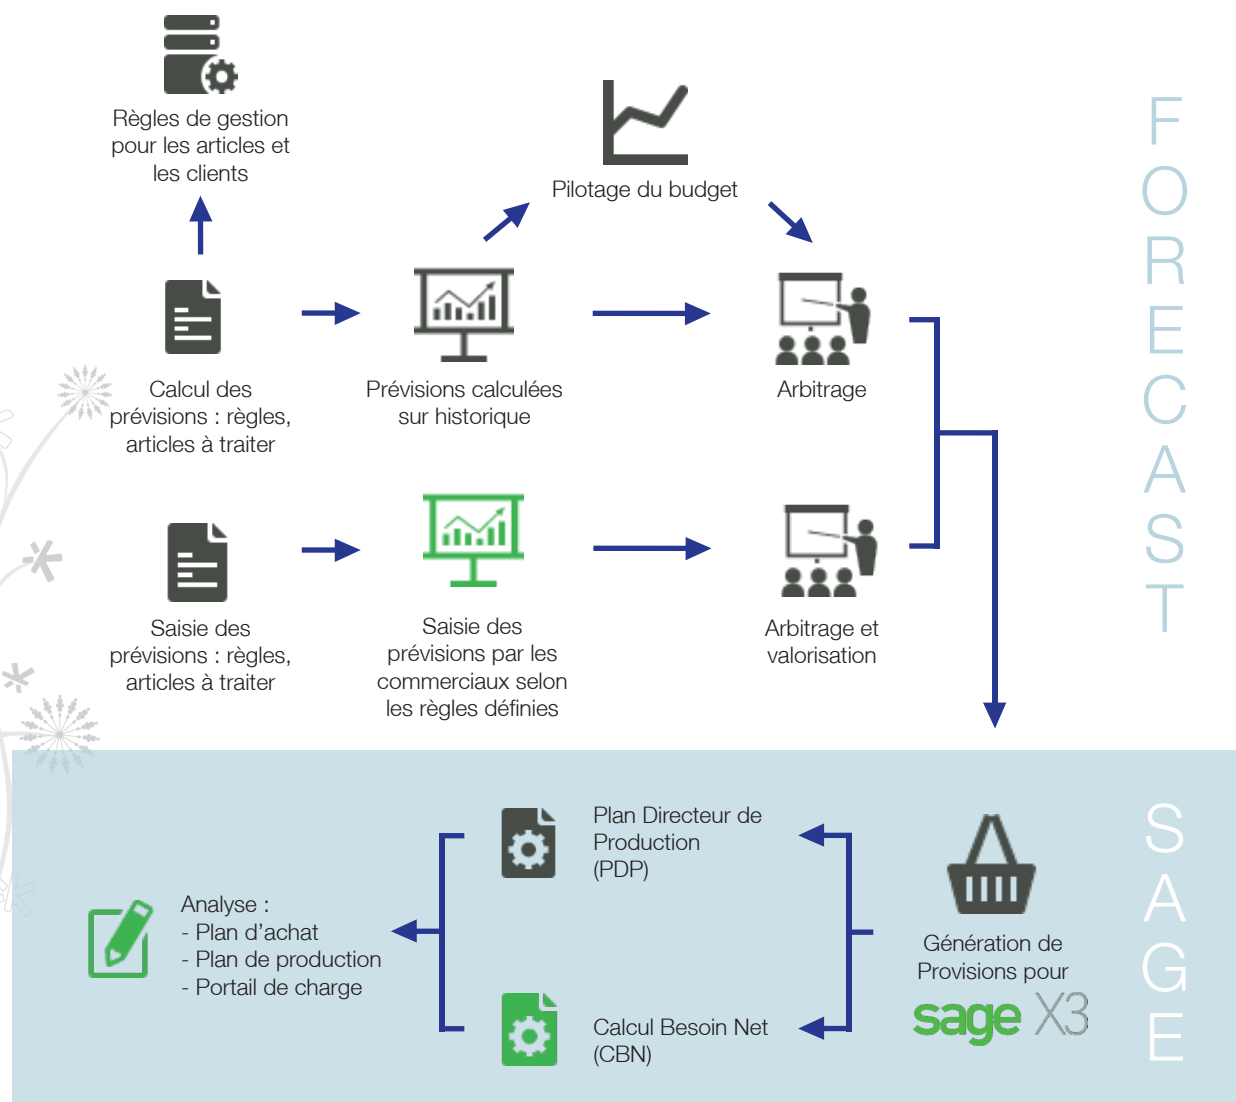 Règles de gestion
pour les articles et
les clients
Pilotage du budget
Calcul des
prévisions : règles,
articles à traiter
Prévisions calculées
sur historique
Arbitrage
Saisie des
prévisions : règles,
articles à traiter
Saisie des
prévisions par les
commerciaux selon
les règles définies
Arbitrage et
valorisation
FORECAST
Plan Directeur de
Production
(PDP)
Analyse :
- Plan d'achat
- Plan de production
- Portail de charge
Calcul Besoin Net
(CBN)
Génération de
Provisions pour
sage X3
SAGE